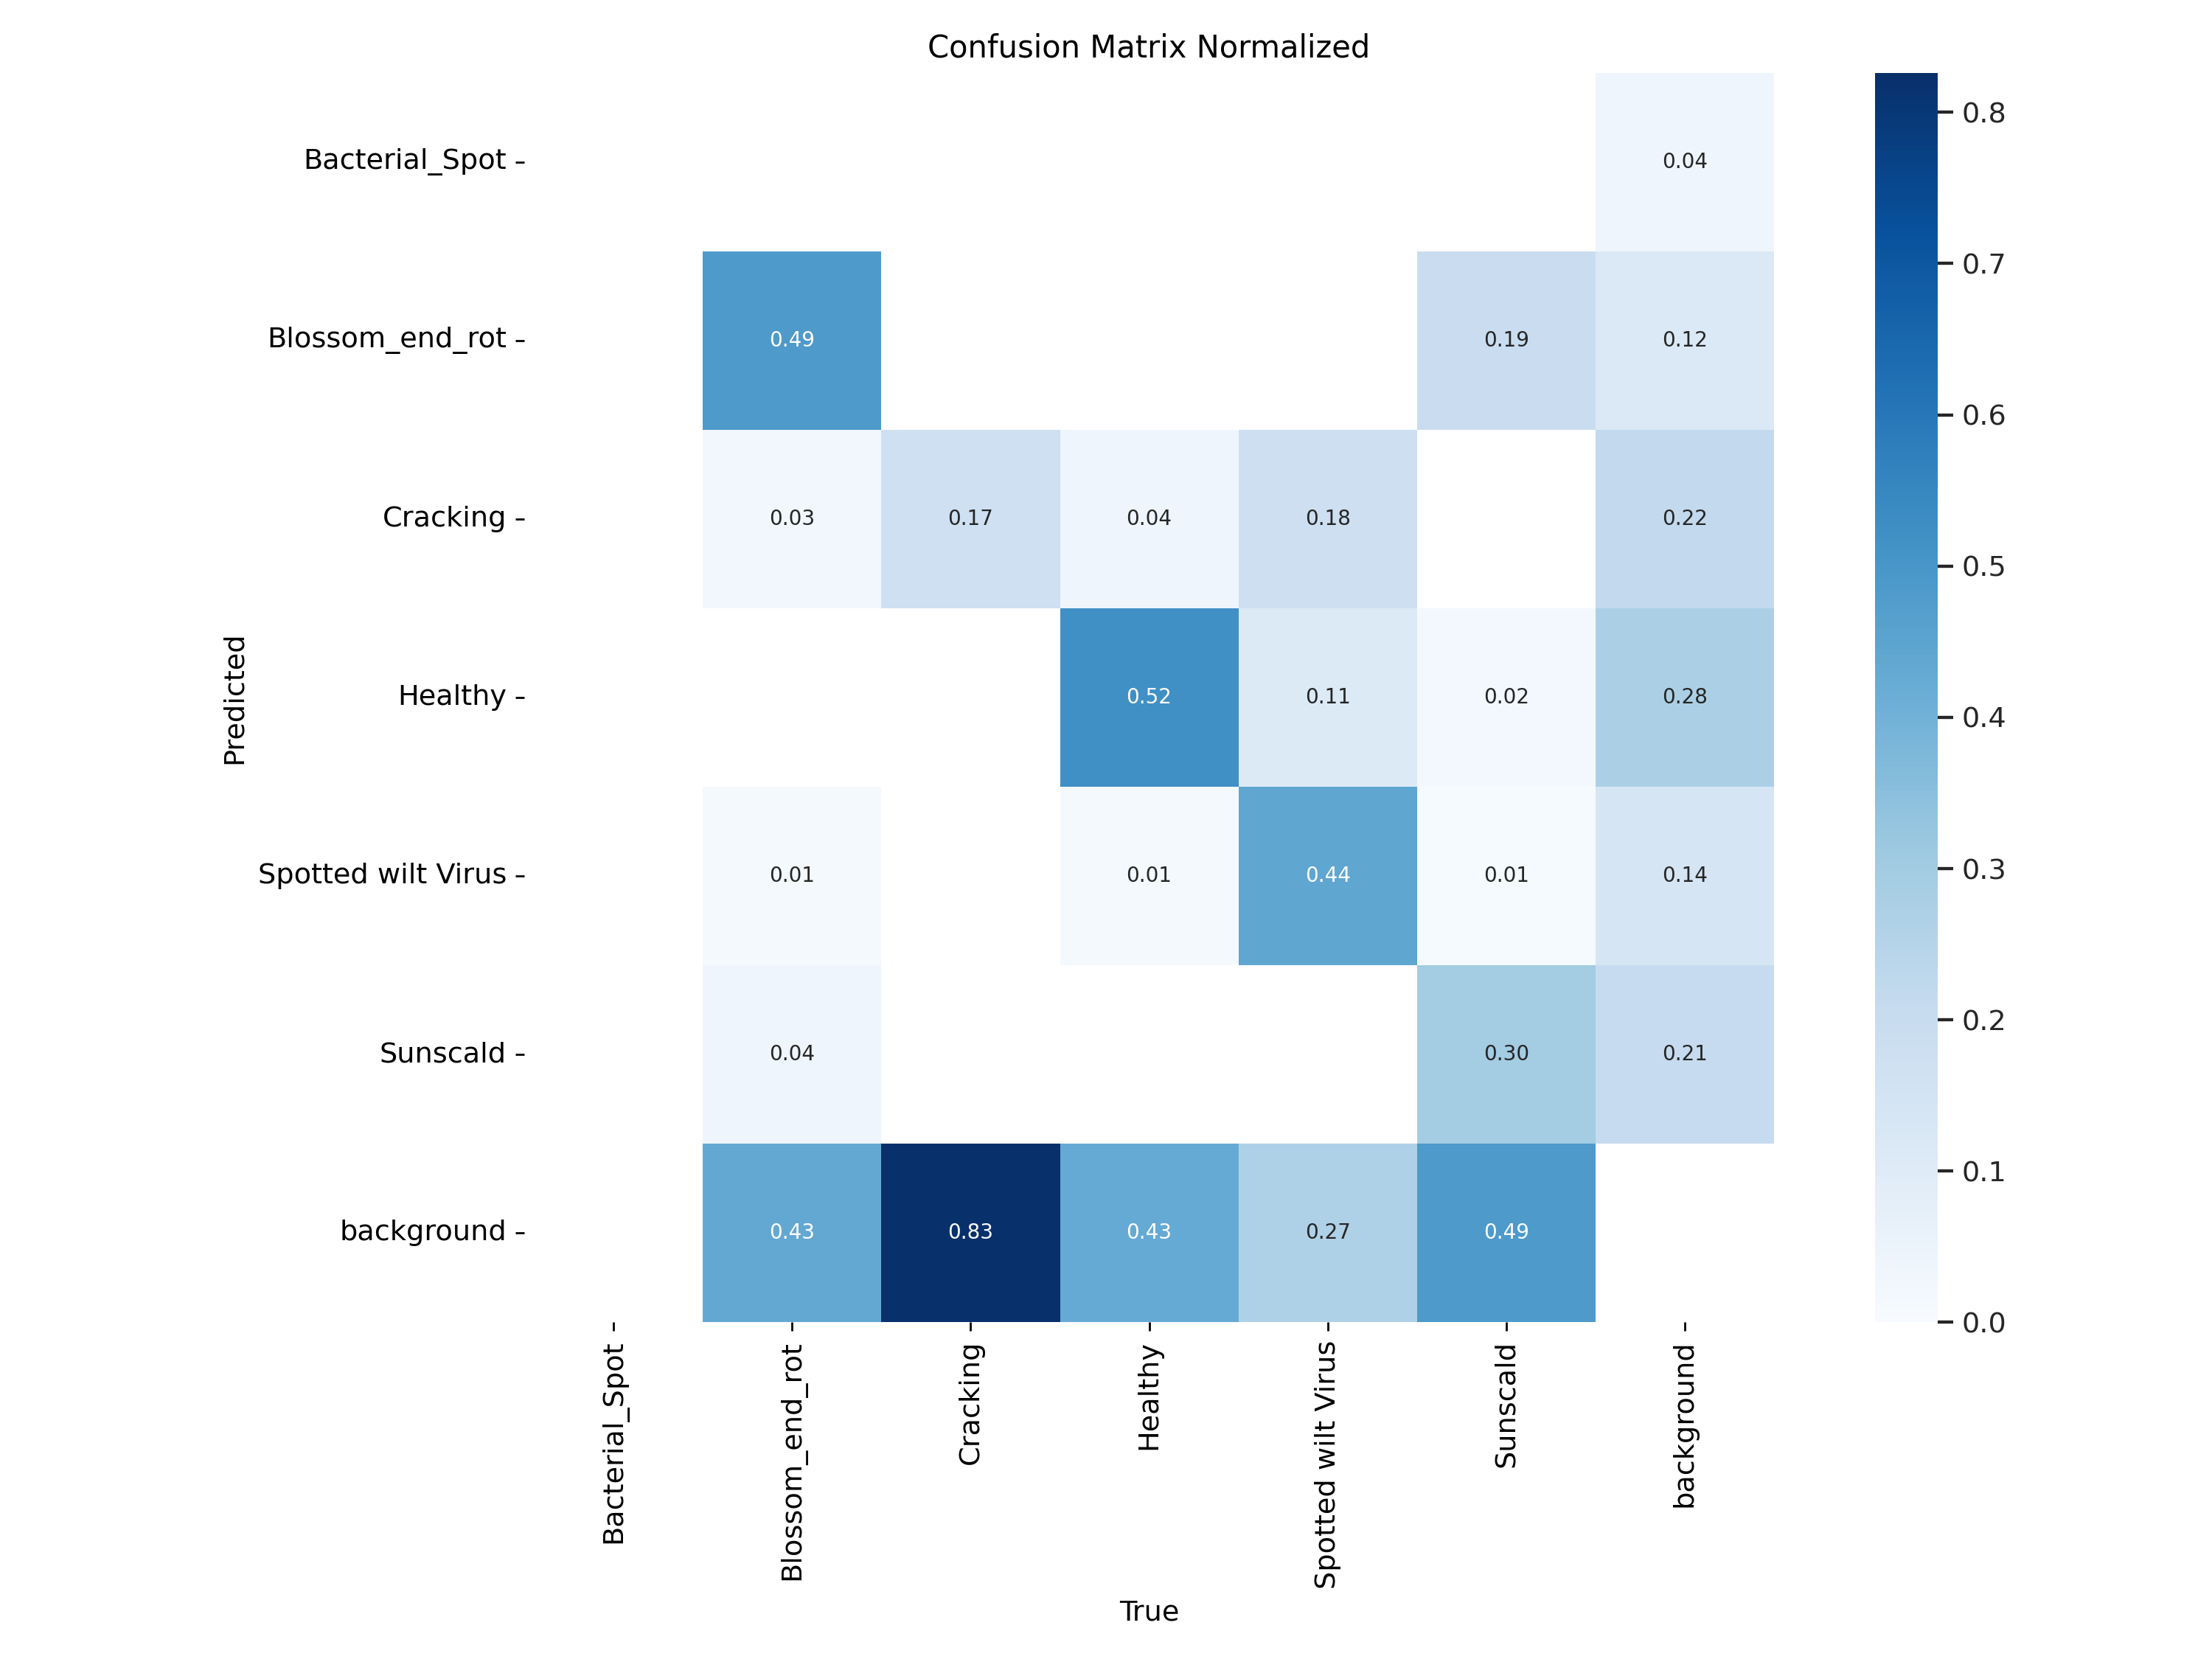 Confusion Matrix Normalized
Bacterial_Spot
0.04
0.8
Blossom_end_rot
0.49
0.19
0.12
0.7
0.6
Cracking
0.03
0.17
0.04
0.18
0.22
0.5
Predicted
Healthy
0.52
0.11
0.02
0.28
0.4
Spotted wilt Virus
0.01
0.01
0.44
0.01
0.14
0.3
Sunscald
0.04
0.30
0.21
0.2
background
0.43
0.83
0.43
0.27
0.49
0.1
0.0
Bacterial_Spot
Blossom_end_rot
Cracking
Healthy
Spotted wilt Virus
Sunscald
background
True